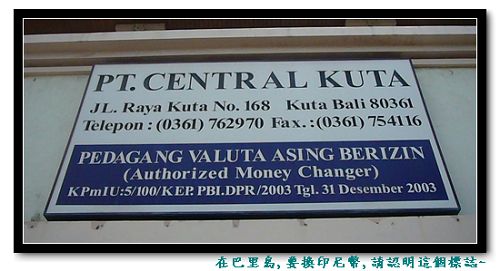 PT. CENTRAL KUTA
JL. Raya Kuta No. 168 Kuta Bali 80361
Telepon : (0361) 762970 Fax. : (0361) 754116
PEDAGANG VALUTA ASING BERIZIN
(Authorized Money Changer)
KPmIU:5/100/KEP. PBI.DPR/2003 Tgl. 31 Desember 2003
在巴里島, 要換印尼幣, 請認明這個標誌~